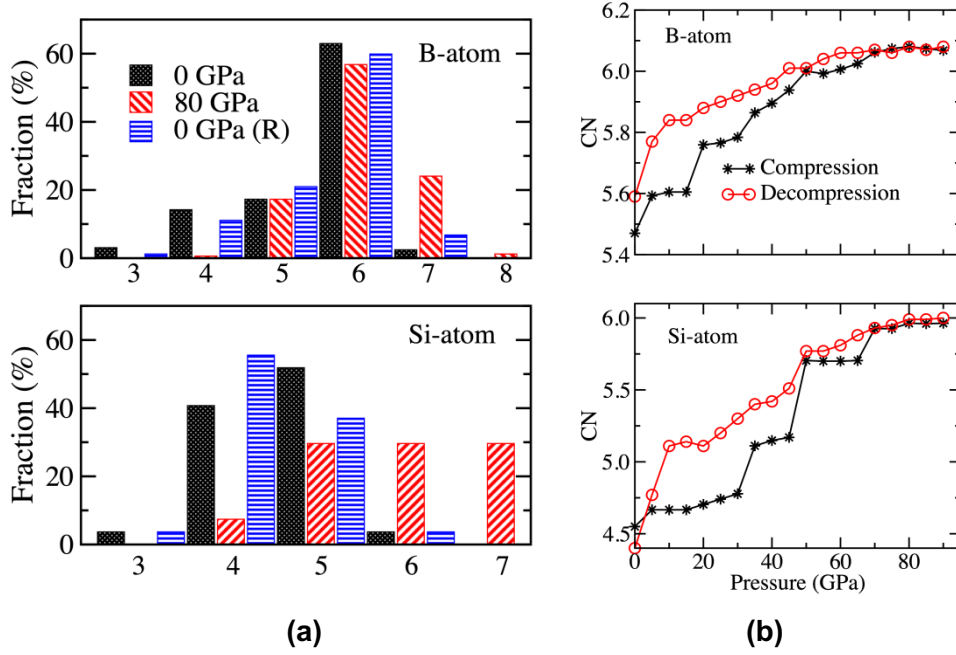 B-atom
0 GPa
80 GPa
0 GPa (R)
Fraction (%)
60
40
20
0
3 4 5 6 7 8
Si-atom
Fraction (%)
60
40
20
0
3 4 5 6 7
(a)
B-atom
CN
6.2
6.0
5.8
5.6
5.4
Compression
Decompression
Si-atom
CN
6.0
5.5
5.0
4.5
0 20 40 60 80
Pressure (GPa)
(b)